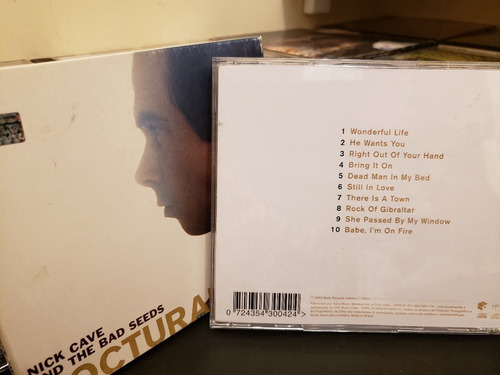 NICK CAVE
AND THE BAD SEEDS
NOCTURA
1 Wonderful Life
2 He Wants You
3 Right Out Of Your Hand
4 Bring It On
5 Dead Man In My Bed
6 Still In Love
7 There Is A Town
8 Rock Of Gibraltar
9 She Passed By My Window
10 Babe, I'm On Fire
0 724354 300424 >